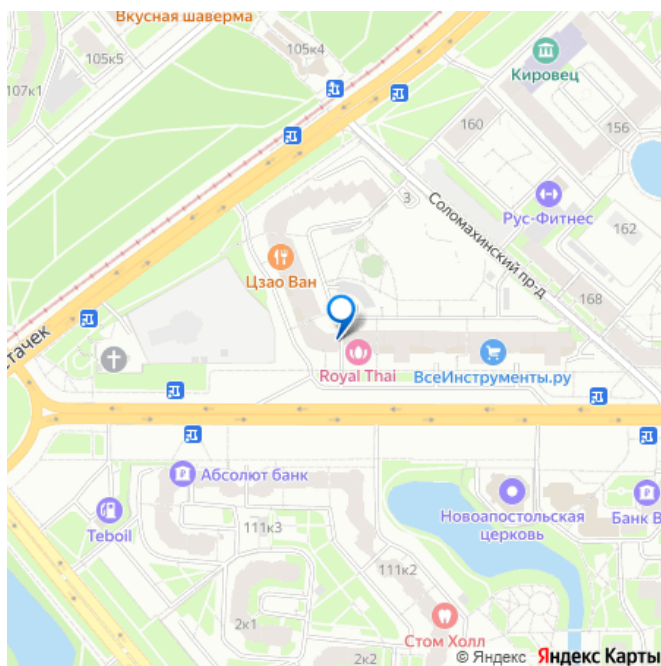 Вкусная шаверма
105к4
105к5
107к1
Кировец
160
156
3
Соломахинский пр-д
Рус-Фитнес
162
Цзао Ван
168
стачек
Royal Thai
ВсеИнструменты.ру
Абсолют банк
Teboil
111к3
Новоапостольская
церковь
Банк В
111к2
2к1
Стом Холл
2к2
© Яндекс Яндекс Карты